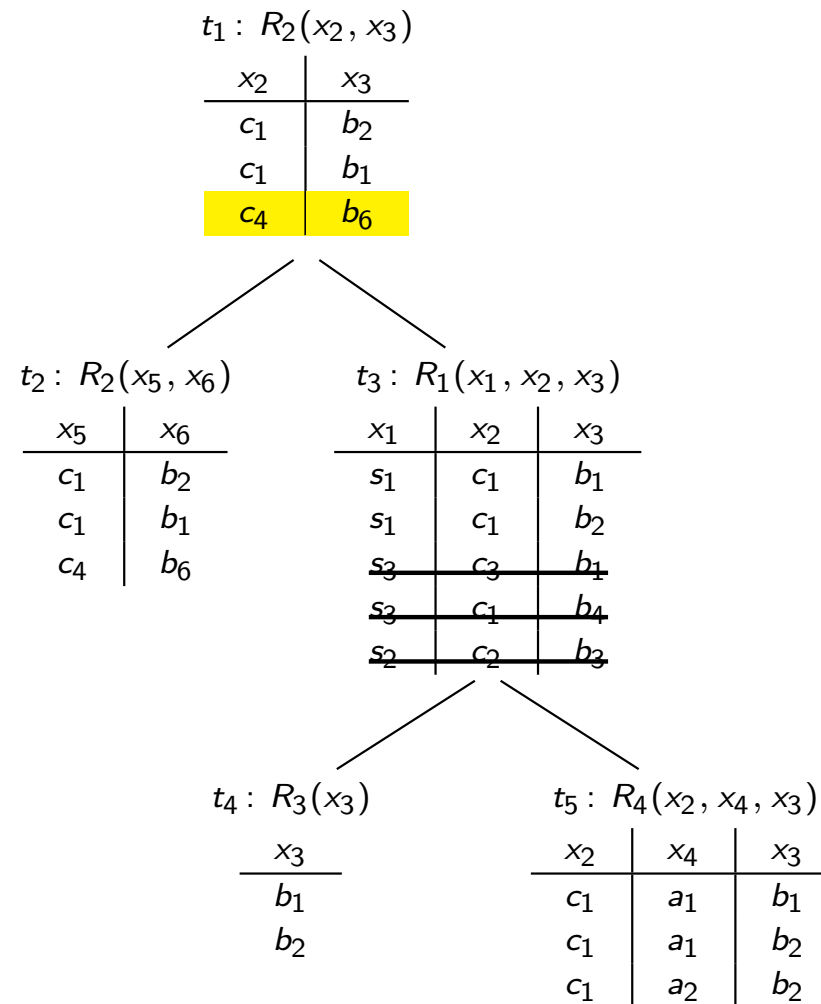 t₁ : R₂(x₂, x₃)
x₂ x₃
c₁ b₂
c₁ b₁
c₄ b₆
t₂ : R₂(x₅, x₆)
x₅ x₆
c₁ b₂
c₁ b₁
c₄ b₆
t₃ : R₁(x₁, x₂, x₃)
x₁ x₂ x₃
s₁ c₁ b₁
s₁ c₁ b₂
s₃ c₃ b₁
s₃ c₁ b₄
s₂ c₂ b₃
t₄ : R₃(x₃)
x₃
b₁
b₂
t₅ : R₄(x₂, x₄, x₃)
x₂ x₄ x₃
c₁ a₁ b₁
c₁ a₁ b₂
c₁ a₂ b₂